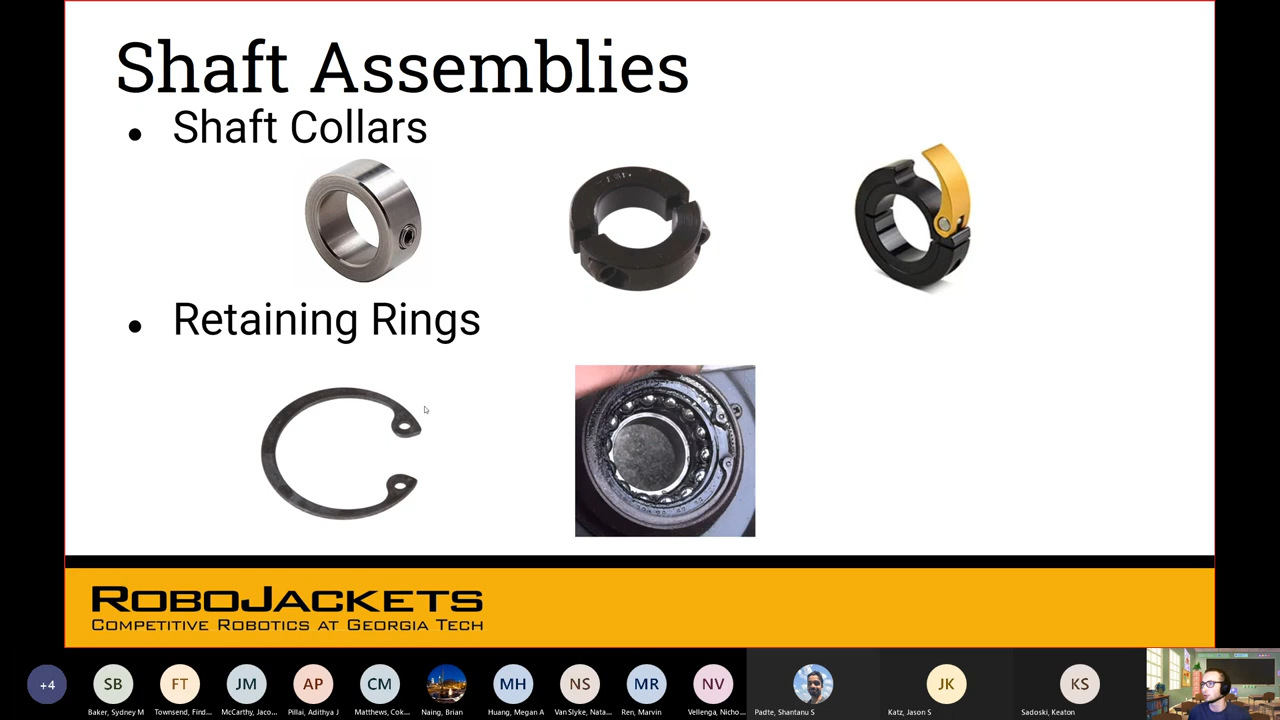 Shaft Assemblies
● Shaft Collars
● Retaining Rings
ROBOJACKETS
COMPETITIVE ROBOTICS AT GEORGIA TECH
+4 SB FT JM AP CM MH NS MR NV JK KS
Baker, Sydney M Townsend, Find... McCarthy, Jaco... Pillai, Adithya J Matthews, Cok... Naing, Brian Huang, Megan A Van Slyke, Nata... Ren, Marvin Vellenga, Nicho... Padte, Shantanu S Katz, Jason S Sadoski, Keaton